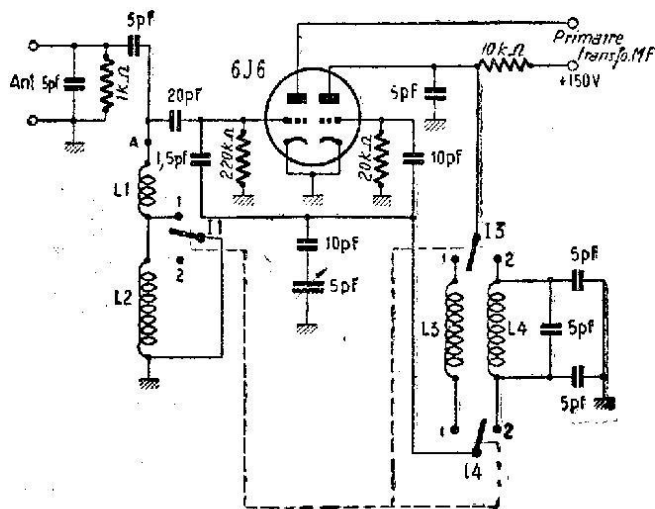 5pF
Ant
5pF
1kΩ
20pF
6J6
5pF
10kΩ
Primaire
transfo.MF
+150V
A
1,5pF
220kΩ
20kΩ
10pF
L1
1
I1
2
L2
10pF
5pF
I3
1
2
L3
L4
5pF
5pF
5pF
1
2
I4